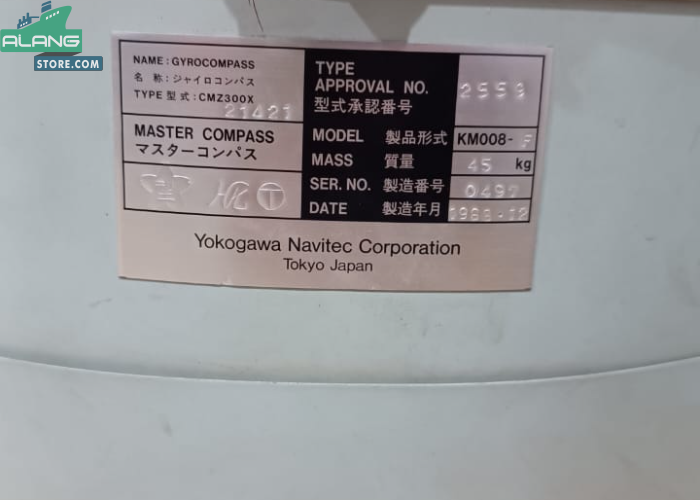 ALANG
STORE.COM
NAME: GYROCOMPASS
名 称: ジャイロコンパス
TYPE 型式: CMZ300X
21421
MASTER COMPASS
マスターコンパス
TYPE
APPROVAL NO.
型式承認番号
2559
MODEL 製品形式 KM008-
MASS 質量 45 kg
SER. NO. 製造番号 0497
DATE 製造年月
Yokogawa Navitec Corporation
Tokyo Japan